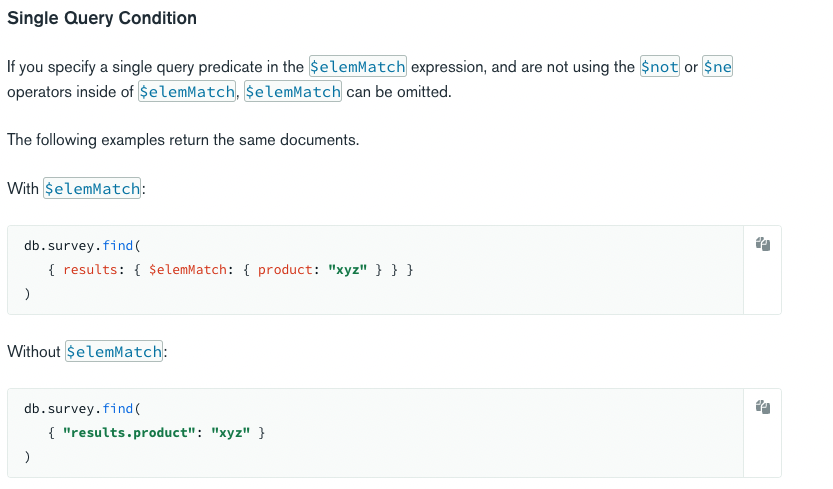 Single Query Condition
If you specify a single query predicate in the $elemMatch expression, and are not using the $not or $ne
operators inside of $elemMatch, $elemMatch can be omitted.
The following examples return the same documents.
With $elemMatch:
db.survey.find(
   { results: { $elemMatch: { product: "xyz" } } }
)
Without $elemMatch:
db.survey.find(
   { "results.product": "xyz" }
)